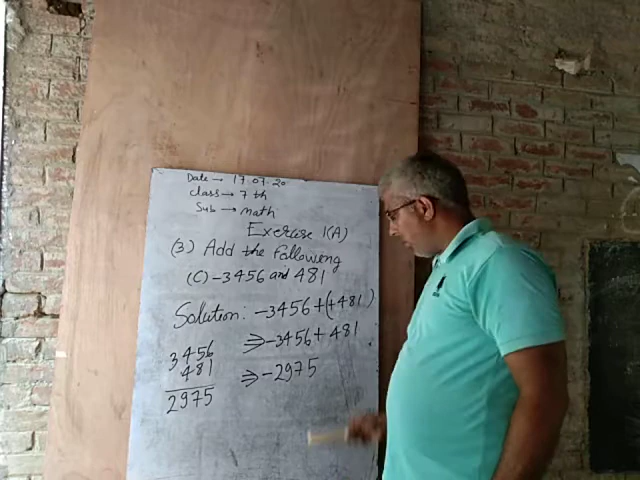 Date → 17.07.20
class → 7 th
Sub → math
Exercise 1(A)
(3) Add the following
(C) -3456 and 481
Solution: -3456+(+481)
⇒ -3456 + 481
⇒ -2975
3456
481
2975